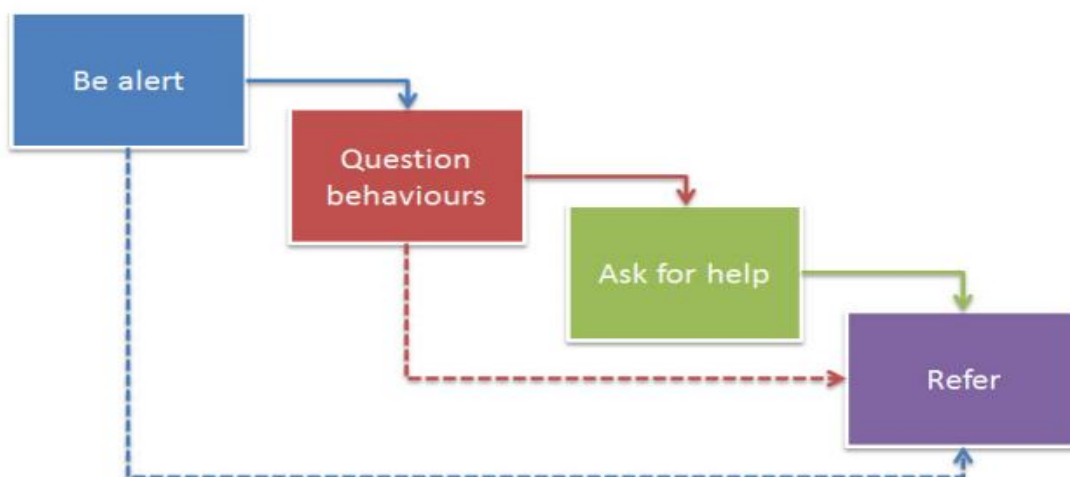 Be alert
Question
behaviours
Ask for help
Refer